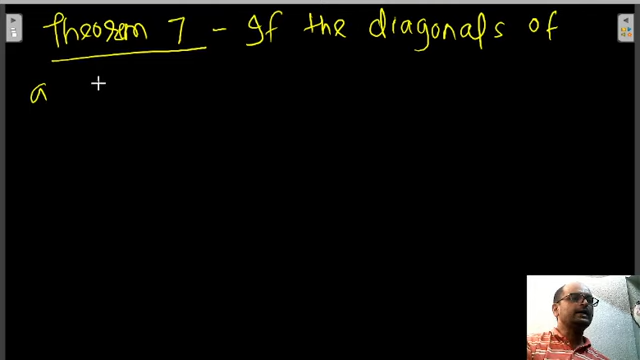 Theorem 7 - If the diagonals of
a